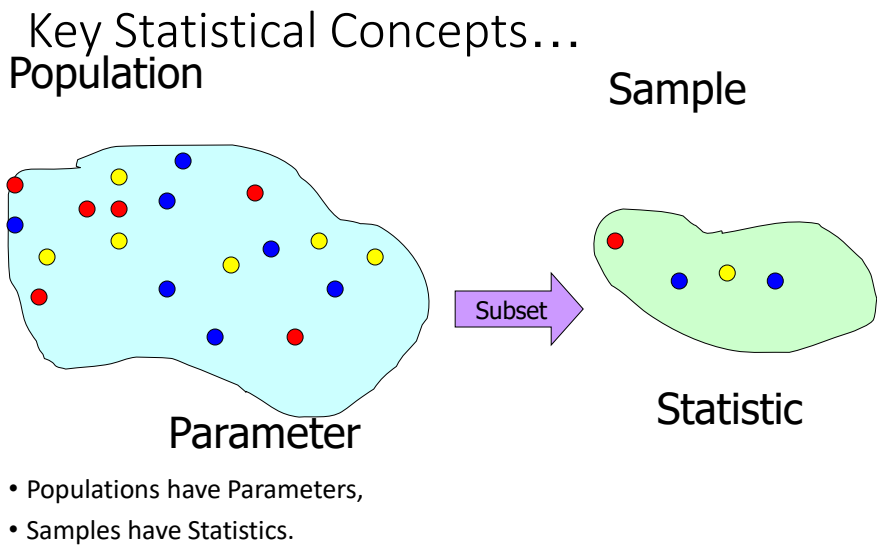 Key Statistical Concepts…
Population
Sample
Subset
Statistic
Parameter
• Populations have Parameters,
• Samples have Statistics.